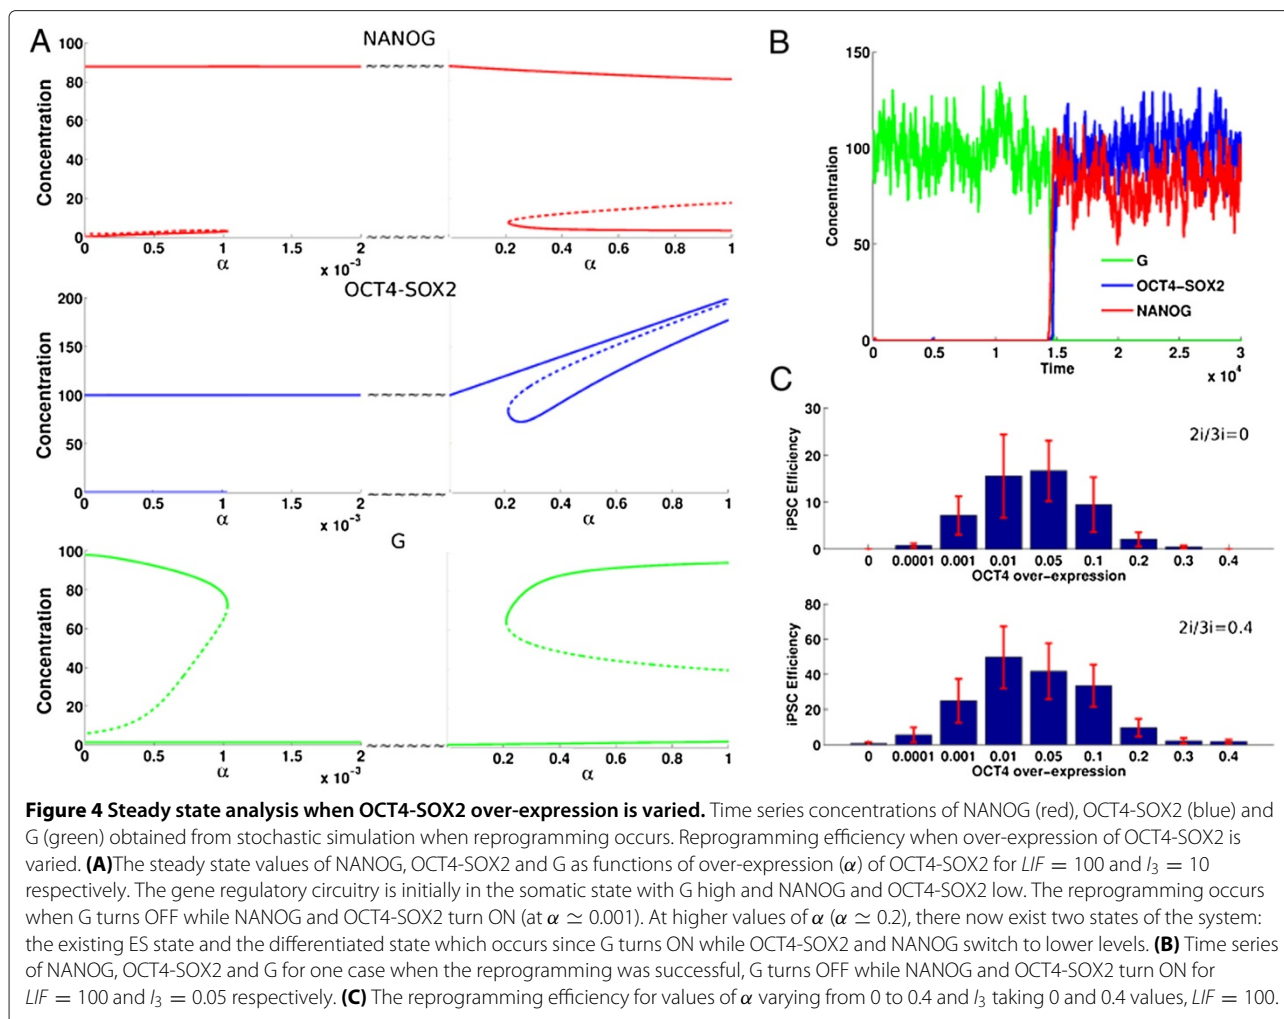 A
NANOG
100
80
60
40
20
0
Concentration
0
0.5
1
1.5
2
x 10⁻³
α
~~~~~~
0.2
0.4
0.6
0.8
1
α
OCT4-SOX2
200
150
100
50
0
Concentration
0
0.5
1
1.5
2
x 10⁻³
α
0.2
0.4
0.6
0.8
1
α
G
100
80
60
40
20
0
Concentration
0
0.5
1
1.5
2
x 10⁻³
α
0.2
0.4
0.6
0.8
1
α
B
150
100
50
0
Concentration
G
OCT4-SOX2
NANOG
0
0.5
1
1.5
2
2.5
3
Time
x 10⁴
C
30
20
10
0
iPSC Efficiency
2i/3i=0
0 0.0001 0.001 0.01 0.05 0.1 0.2 0.3 0.4
OCT4 over-expression
80
60
40
20
0
iPSC Efficiency
2i/3i=0.4
0 0.0001 0.001 0.01 0.05 0.1 0.2 0.3 0.4
OCT4 over-expression
Figure 4 Steady state analysis when OCT4-SOX2 over-expression is varied. Time series concentrations of NANOG (red), OCT4-SOX2 (blue) and
G (green) obtained from stochastic simulation when reprogramming occurs. Reprogramming efficiency when over-expression of OCT4-SOX2 is
varied. (A)The steady state values of NANOG, OCT4-SOX2 and G as functions of over-expression (α) of OCT4-SOX2 for LIF = 100 and I₃ = 10
respectively. The gene regulatory circuitry is initially in the somatic state with G high and NANOG and OCT4-SOX2 low. The reprogramming occurs
when G turns OFF while NANOG and OCT4-SOX2 turn ON (at α ≃ 0.001). At higher values of α (α ≃ 0.2), there now exist two states of the system:
the existing ES state and the differentiated state which occurs since G turns ON while OCT4-SOX2 and NANOG switch to lower levels. (B) Time series
of NANOG, OCT4-SOX2 and G for one case when the reprogramming was successful, G turns OFF while NANOG and OCT4-SOX2 turn ON for
LIF = 100 and I₃ = 0.05 respectively. (C) The reprogramming efficiency for values of α varying from 0 to 0.4 and I₃ taking 0 and 0.4 values, LIF = 100.